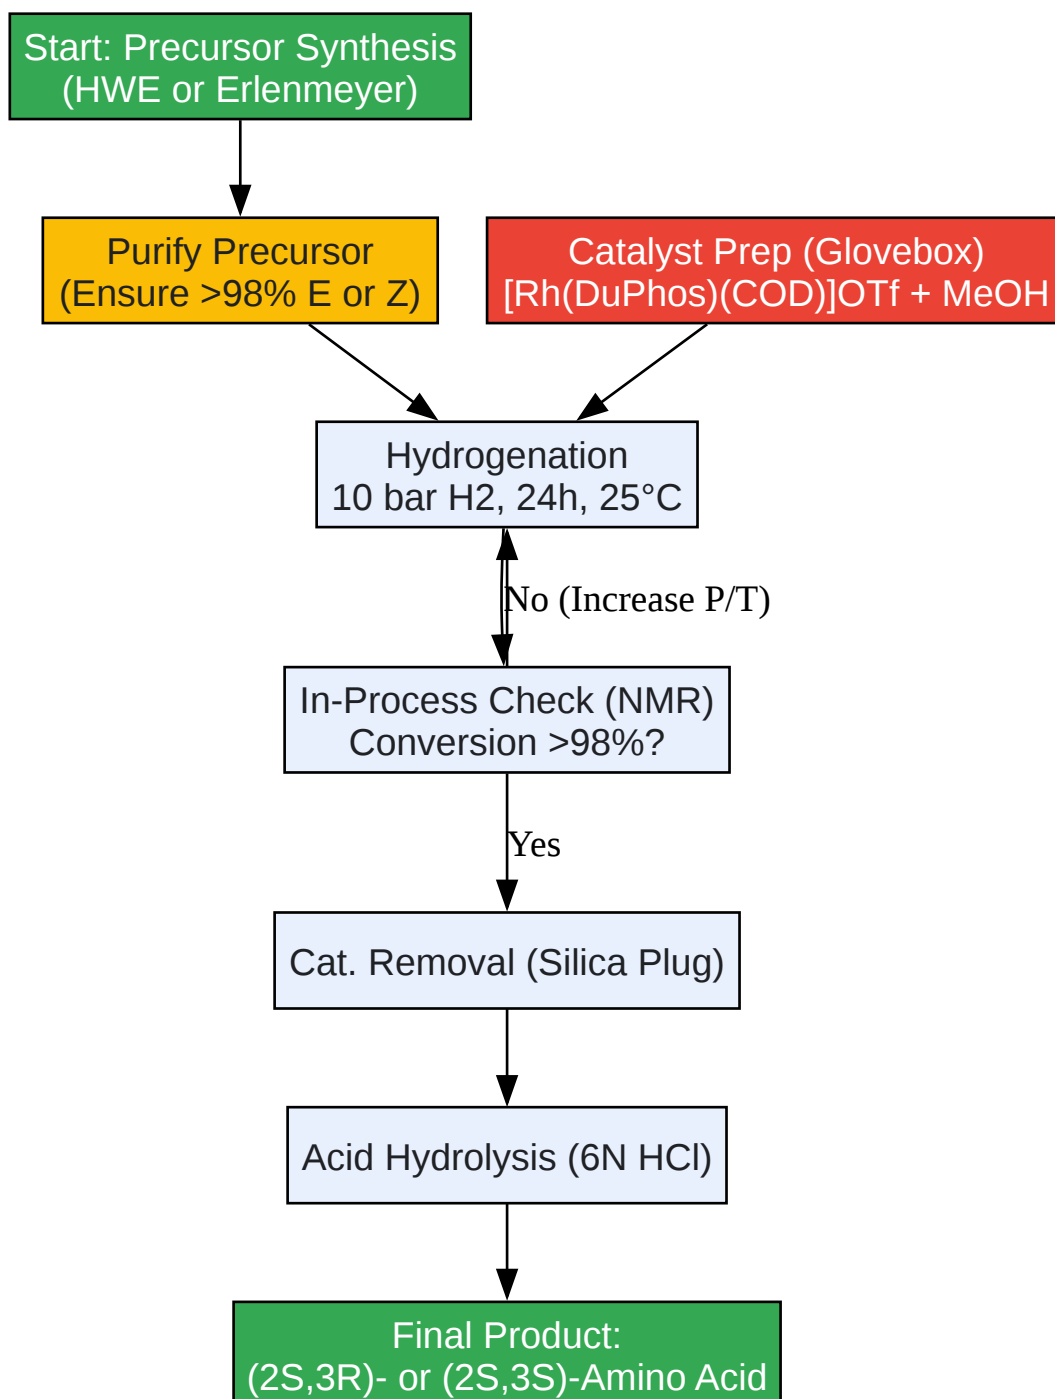 Start: Precursor Synthesis
(HWE or Erlenmeyer)
Purify Precursor
(Ensure >98% E or Z)
Catalyst Prep (Glovebox)
[Rh(DuPhos)(COD)]OTf + MeOH
Hydrogenation
10 bar H2, 24h, 25°C
No (Increase P/T)
In-Process Check (NMR)
Conversion >98%?
Yes
Cat. Removal (Silica Plug)
Acid Hydrolysis (6N HCl)
Final Product:
(2S,3R)- or (2S,3S)-Amino Acid